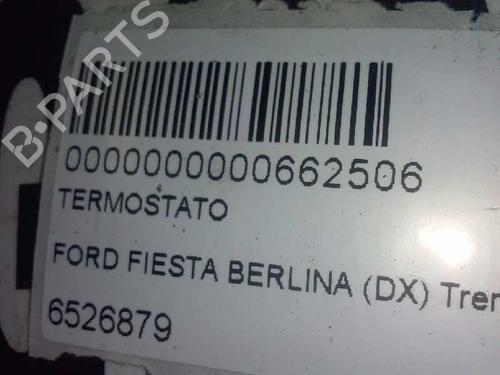 B-PARTS
0000000000662506
TERMOSTATO
FORD FIESTA BERLINA (DX) Tren
6526879